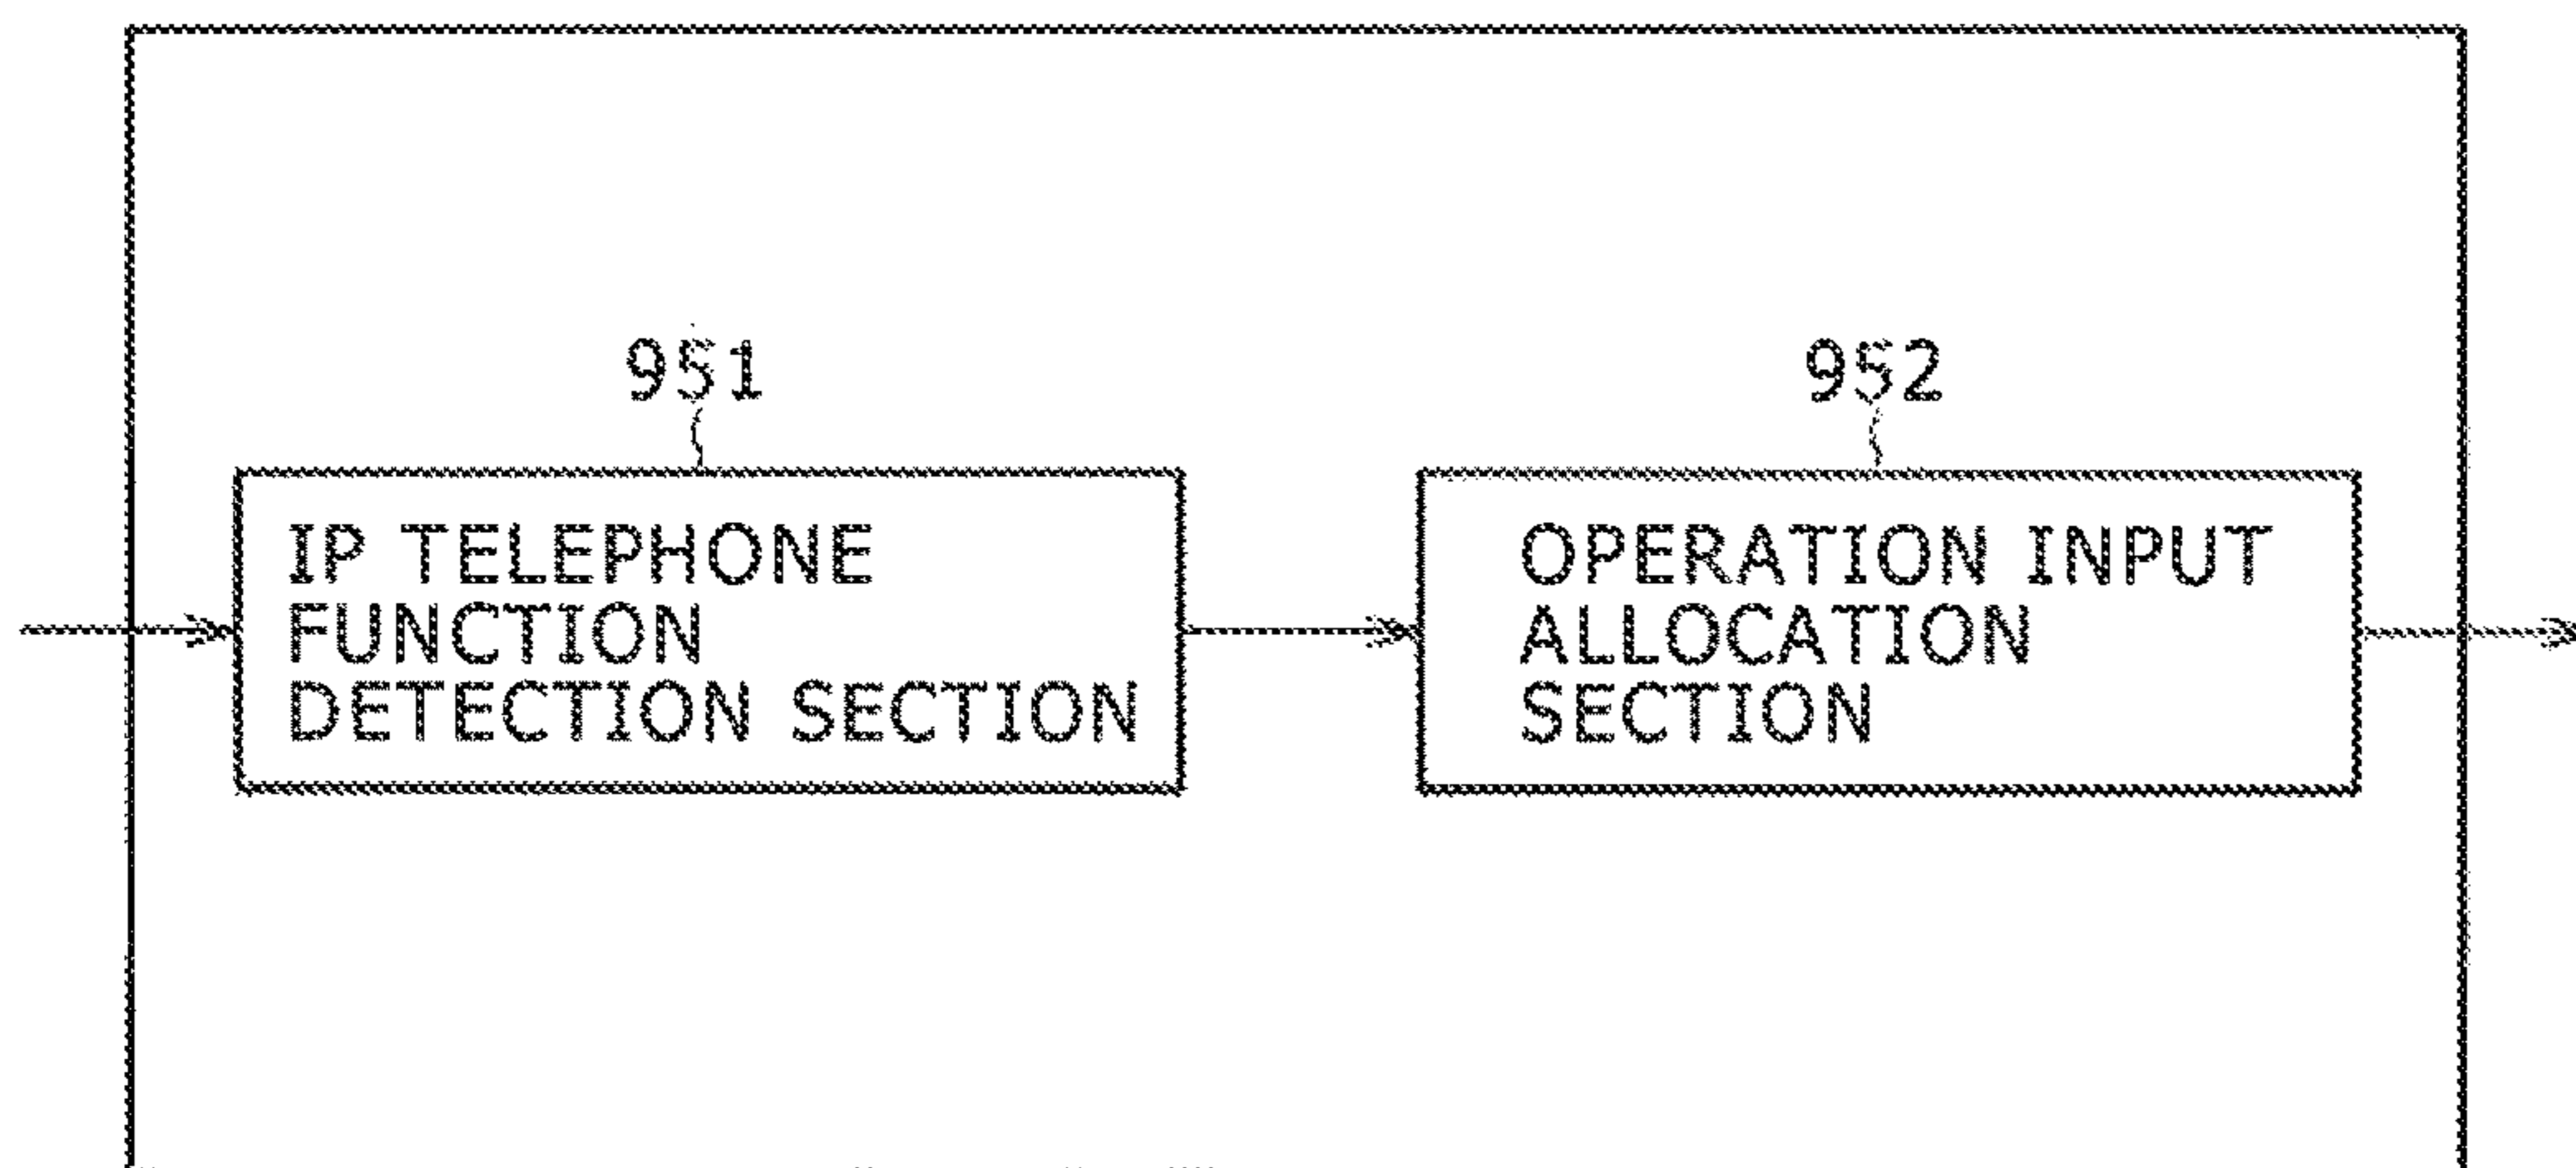 951
952
IP TELEPHONE
FUNCTION
DETECTION SECTION
OPERATION INPUT
ALLOCATION
SECTION